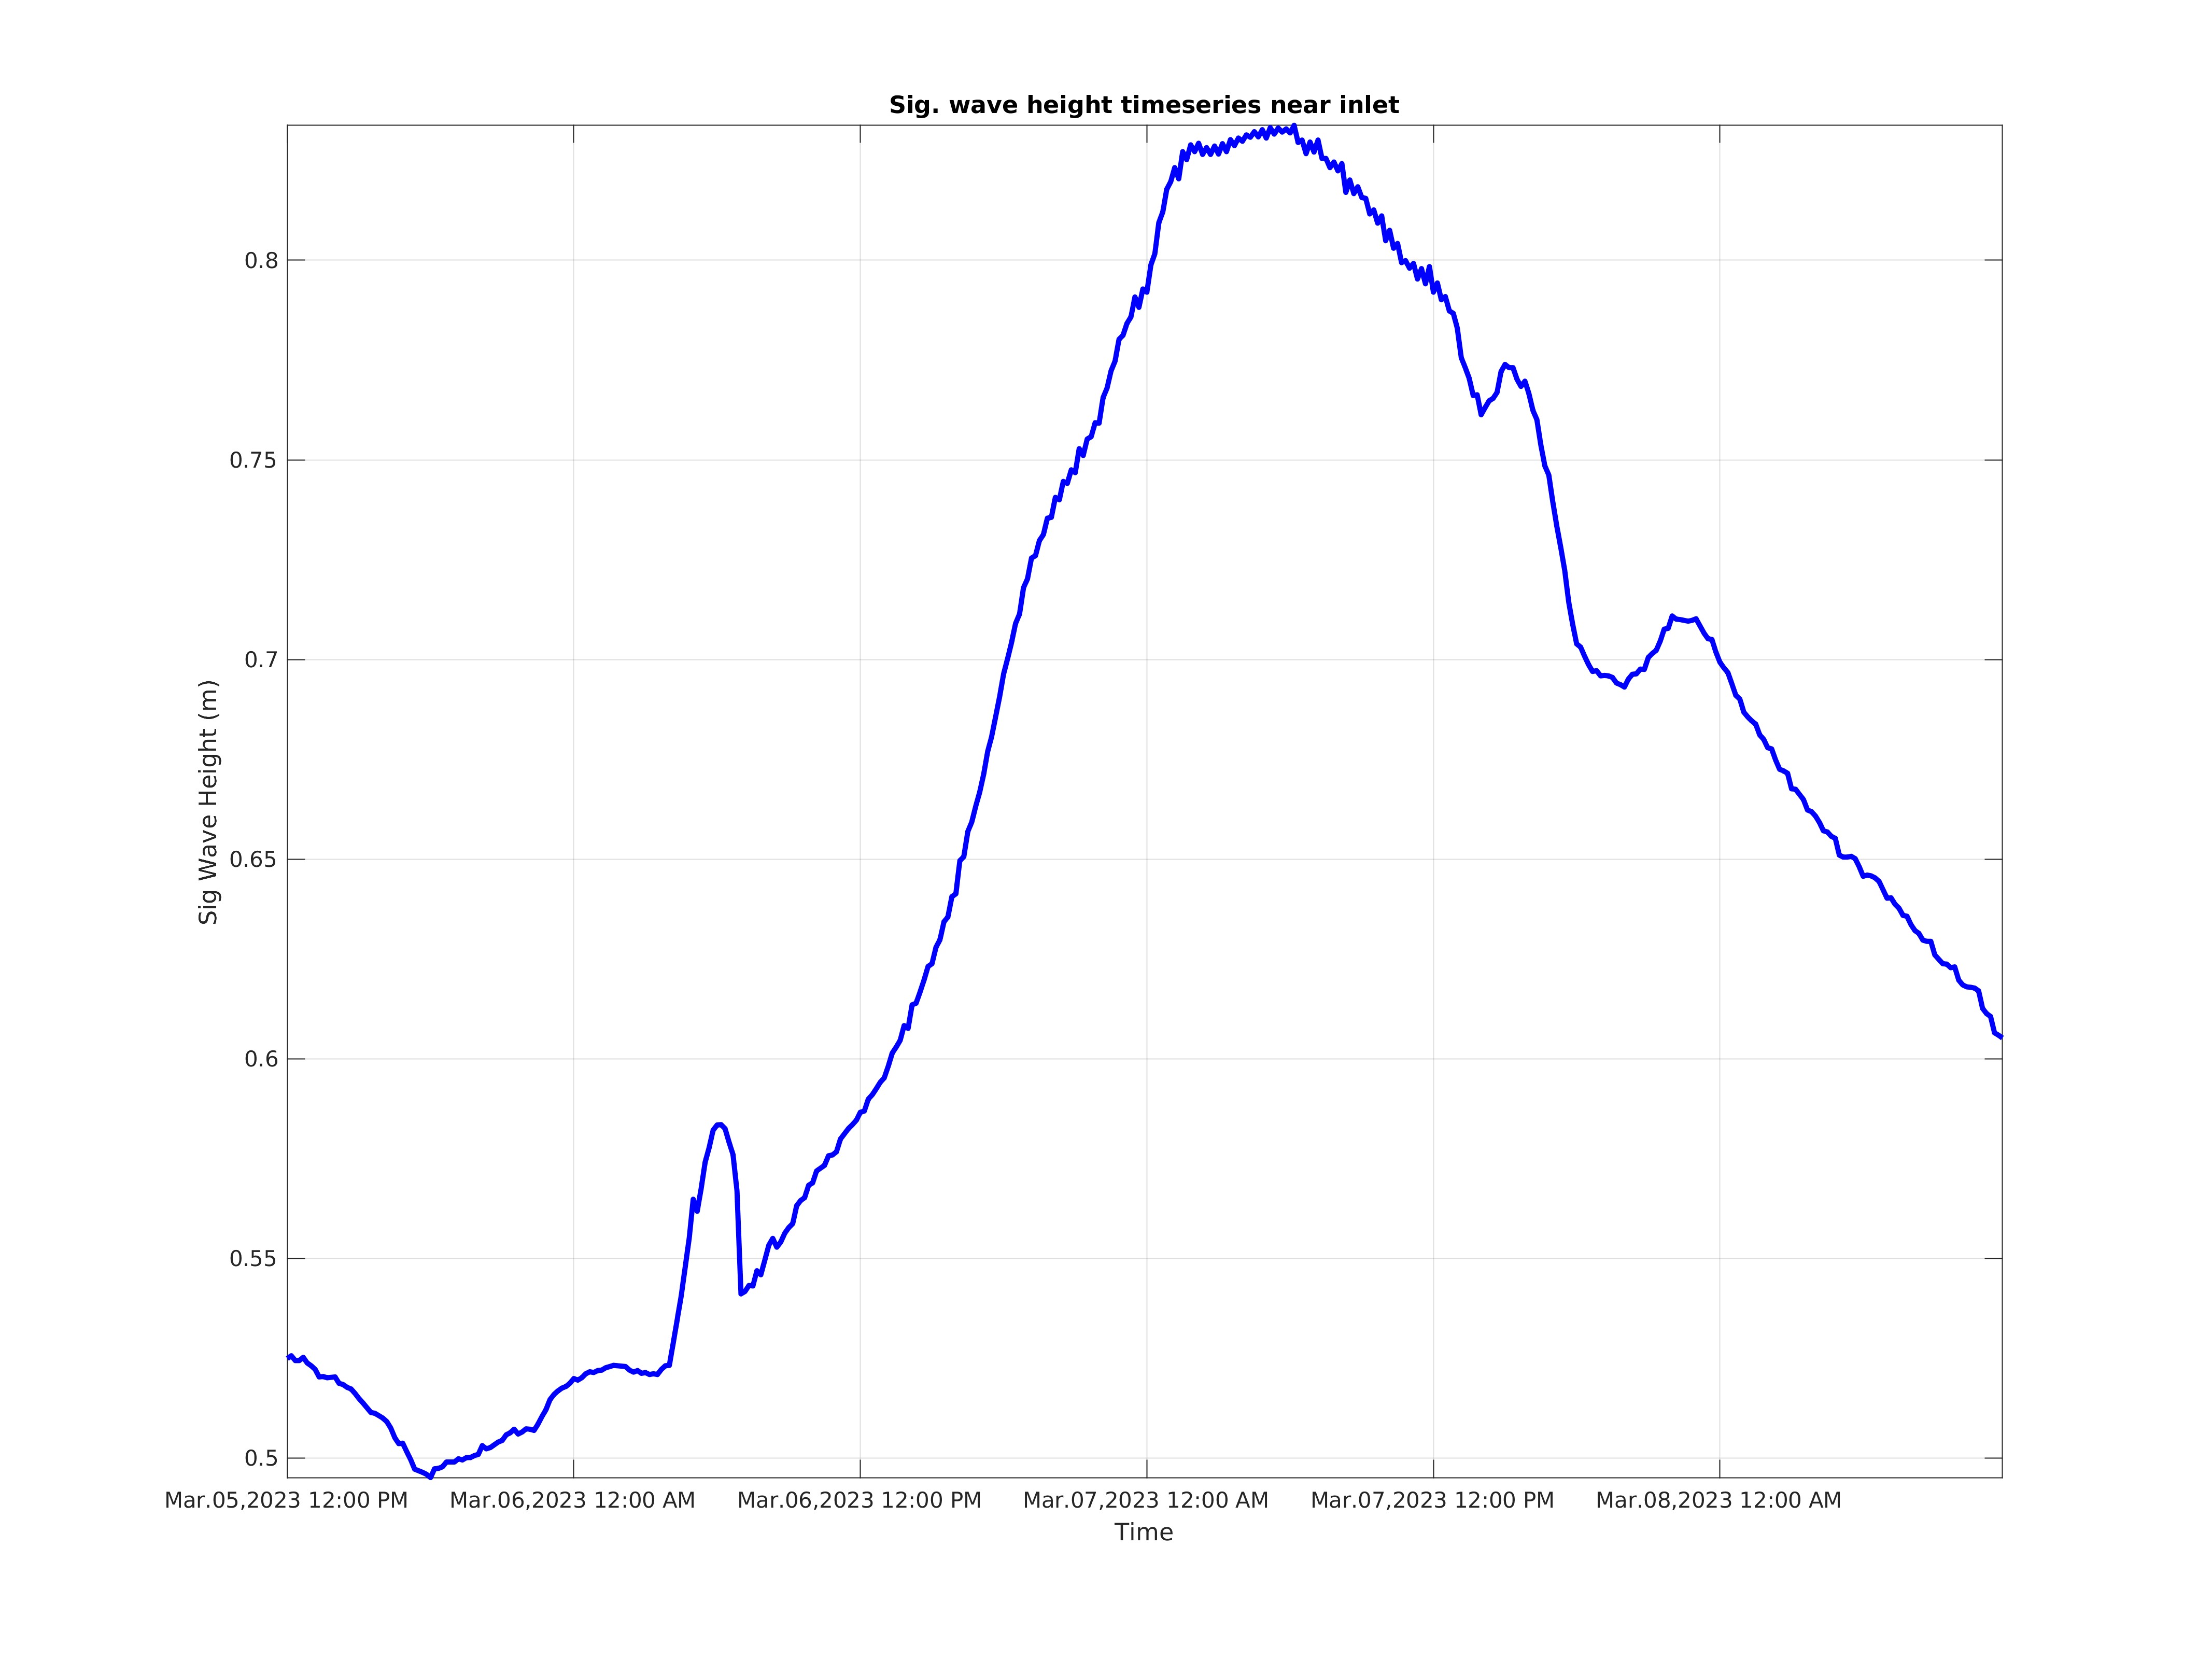 Sig. wave height timeseries near inlet
0.8
0.75
0.7
0.65
0.6
0.55
0.5
Sig Wave Height (m)
Mar.05,2023 12:00 PM Mar.06,2023 12:00 AM Mar.06,2023 12:00 PM Mar.07,2023 12:00 AM Mar.07,2023 12:00 PM Mar.08,2023 12:00 AM
Time